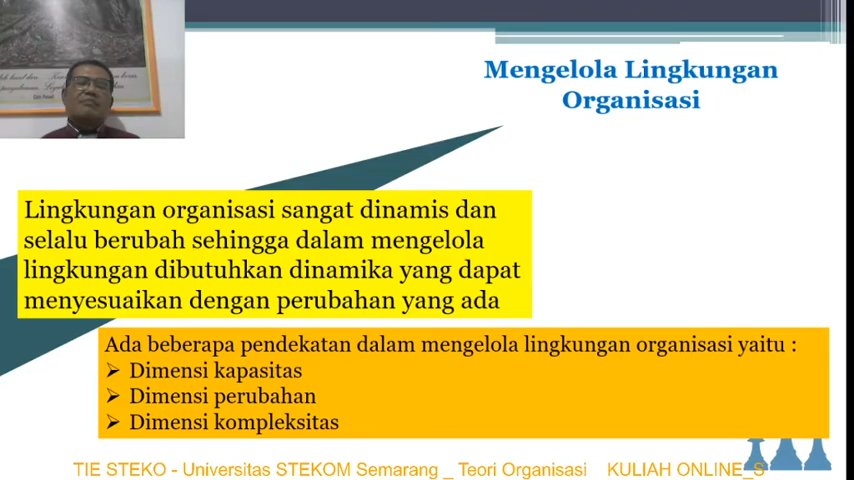 Mengelola Lingkungan
Organisasi
Lingkungan organisasi sangat dinamis dan
selalu berubah sehingga dalam mengelola
lingkungan dibutuhkan dinamika yang dapat
menyesuaikan dengan perubahan yang ada
Ada beberapa pendekatan dalam mengelola lingkungan organisasi yaitu :
➢ Dimensi kapasitas
➢ Dimensi perubahan
➢ Dimensi kompleksitas
TIE STEKO - Universitas STEKOM Semarang _ Teori Organisasi KULIAH ONLINE_S